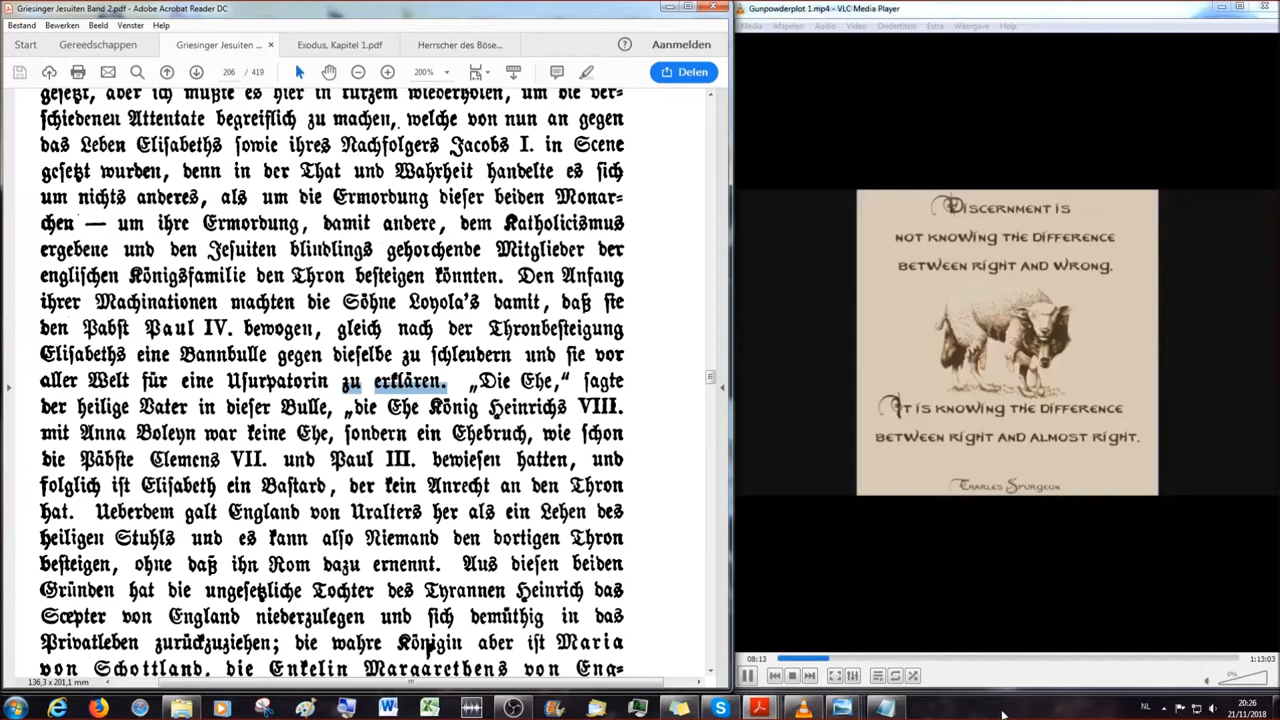 Griesinger Jesuiten Band 2.pdf - Adobe Acrobat Reader DC
Bestand Bewerken Beeld Venster Help
Start Gereedschappen Griesinger Jesuiten ... × Exodus, Kapitel 1.pdf Herrscher des Böse... Anmelden
206 / 419 200% Delen
gesetzt, aber ich mußte es hier in kurzem wiederholen, um die ver-
schiedenen Attentate begreiflich zu machen, welche von nun an gegen
das Leben Elisabeths sowie ihres Nachfolgers Jacobs I. in Scene
gesetzt wurden, denn in der That und Wahrheit handelte es sich
um nichts anderes, als um die Ermordung dieser beiden Monar-
chen — um ihre Ermordung, damit andere, dem Katholicismus
ergebene und den Jesuiten blindlings gehorchende Mitglieder der
englischen Königsfamilie den Thron besteigen könnten. Den Anfang
ihrer Machinationen machten die Söhne Loyola's damit, daß sie
den Pabst Paul IV. bewogen, gleich nach der Thronbesteigung
Elisabeths eine Bannbulle gegen dieselbe zu schleudern und sie vor
aller Welt für eine Usurpatorin zu erklären. „Die Ehe,“ sagte
der heilige Vater in dieser Bulle, „die Ehe König Heinrichs VIII.
mit Anna Boleyn war keine Ehe, sondern ein Ehebruch, wie schon
die Päbste Clemens VII. und Paul III. bewiesen hatten, und
folglich ist Elisabeth ein Bastard, der kein Anrecht an den Thron
hat. Ueberdem galt England von Uralters her als ein Lehen des
heiligen Stuhls und es kann also Niemand den dortigen Thron
besteigen, ohne daß ihn Rom dazu ernennt. Aus diesen beiden
Gründen hat die ungesetzliche Tochter des Tyrannen Heinrich das
Scepter von England niederzulegen und sich demüthig in das
Privatleben zurückzuziehen; die wahre Königin aber ist Maria
von Schottland, die Enkelin Margarethens von Eng-
136,3 x 201,1 mm
Gunpowderplot 1.mp4 - VLC Media Player
Media Afspelen Audio Video Ondertitels Extra Weergave Help
Discernment is
not knowing the difference
between right and wrong.
It is knowing the difference
between right and almost right.
Charles Spurgeon
08:13 1:13:03
0%
NL 20:26
21/11/2018